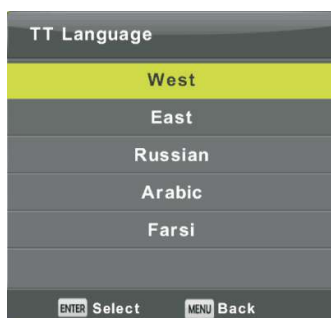 TT Language
West
East
Russian
Arabic
Farsi
ENTER Select MENU Back